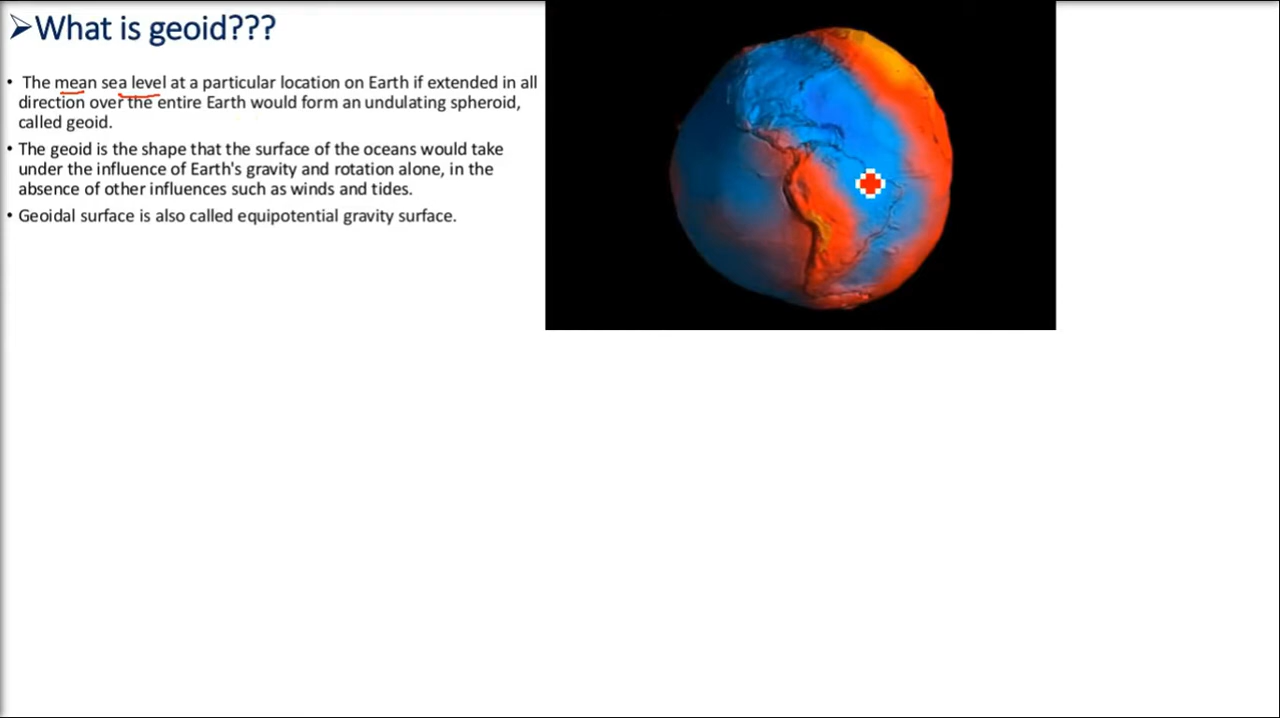 ➢What is geoid???
• The mean sea level at a particular location on Earth if extended in all
direction over the entire Earth would form an undulating spheroid,
called geoid.
• The geoid is the shape that the surface of the oceans would take
under the influence of Earth's gravity and rotation alone, in the
absence of other influences such as winds and tides.
• Geoidal surface is also called equipotential gravity surface.